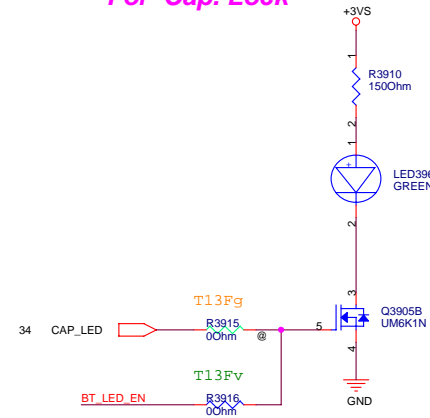 For Cap. Lock
+3VS
1
R3910
150Ohm
2
1
+
LED396
GREEN
2
T13Fg
3
34 CAP_LED
R3915
0Ohm
@
5
Q3905B
UM6K1N
4
T13Fv
BT_LED_EN
R3916
0Ohm
GND